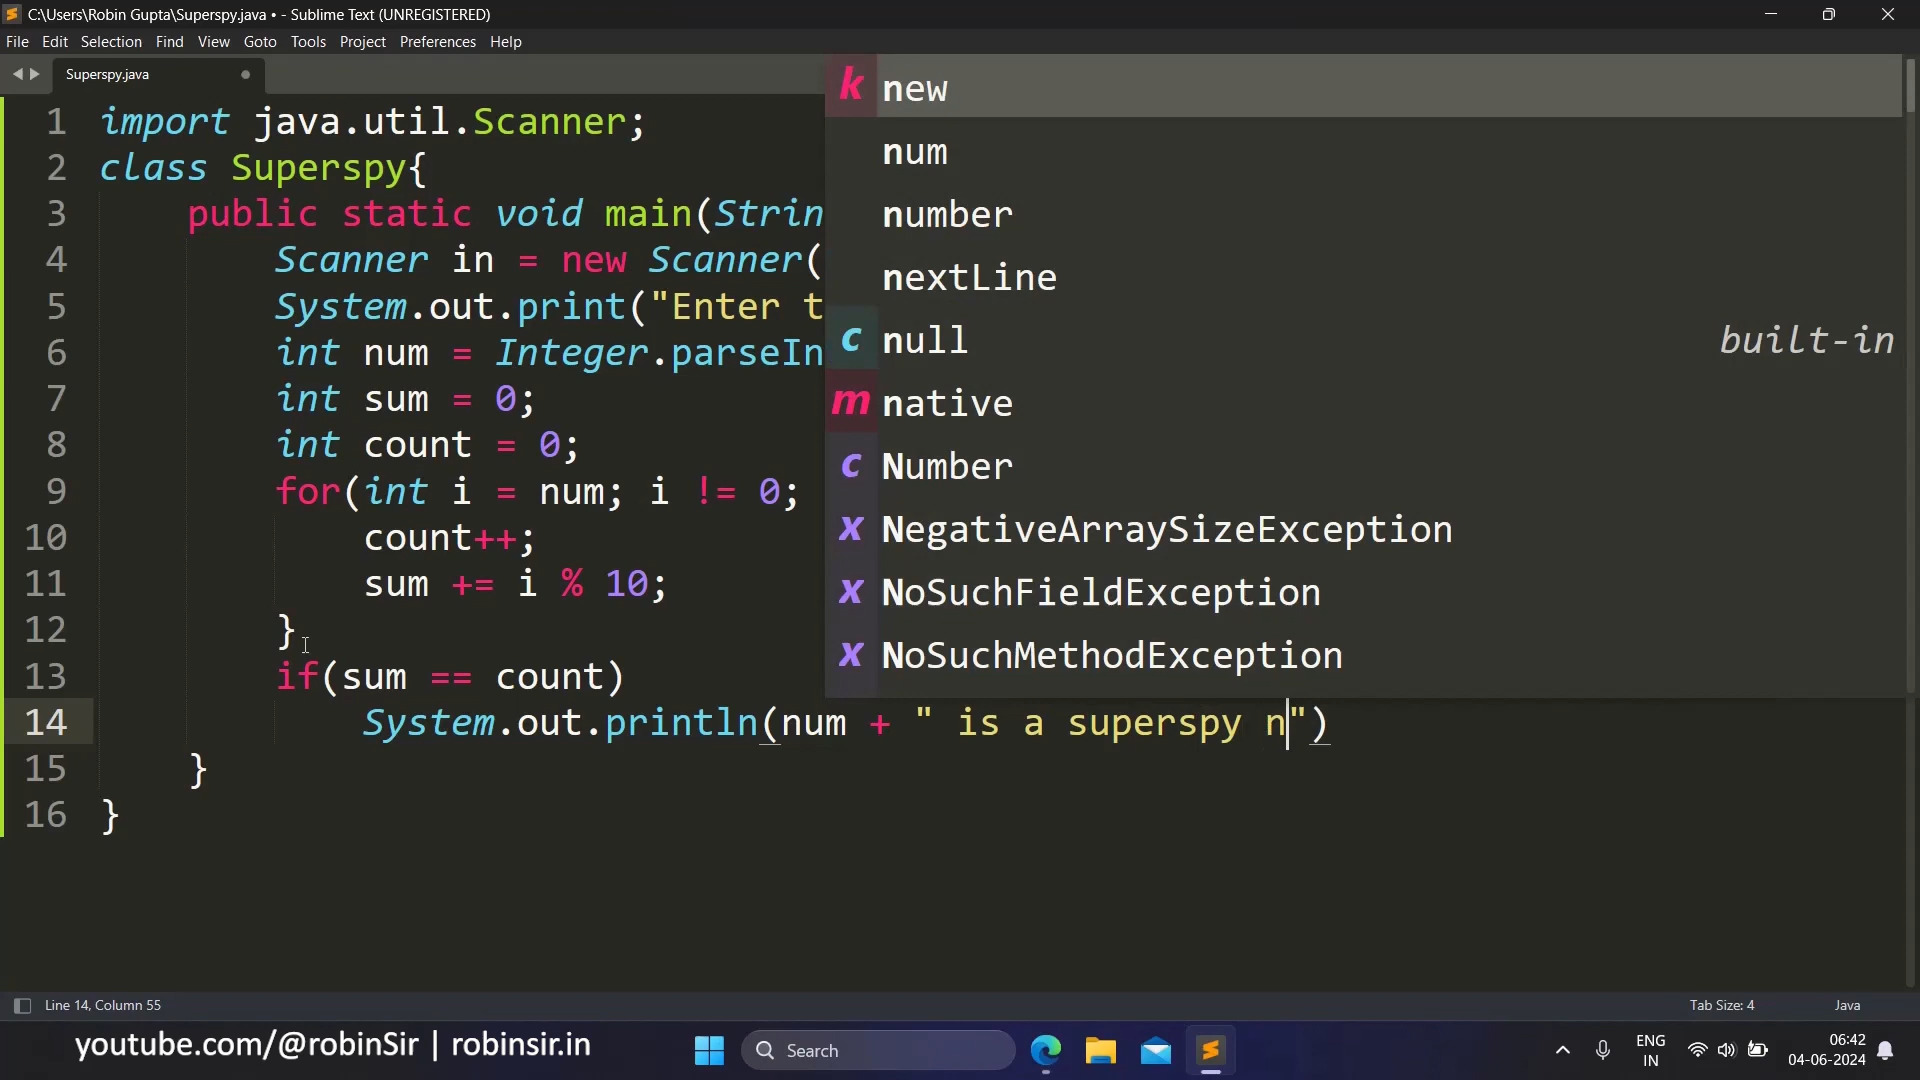 C:\Users\Robin Gupta\Superspy.java • - Sublime Text (UNREGISTERED)
File Edit Selection Find View Goto Tools Project Preferences Help
Superspy.java
1 import java.util.Scanner;
2 class Superspy{
3 public static void main(Strin
4 Scanner in = new Scanner(
5 System.out.print("Enter t
6 int num = Integer.parseIn
7 int sum = 0;
8 int count = 0;
9 for(int i = num; i != 0;
10 count++;
11 sum += i % 10;
12 }
13 if(sum == count)
14 System.out.println(num + " is a superspy n")
15 }
16 }
k new
num
number
nextLine
c null built-in
m native
c Number
x NegativeArraySizeException
x NoSuchFieldException
x NoSuchMethodException
Line 14, Column 55 Tab Size: 4 Java
youtube.com/@robinSir | robinsir.in
Search
ENG
IN
06:42
04-06-2024